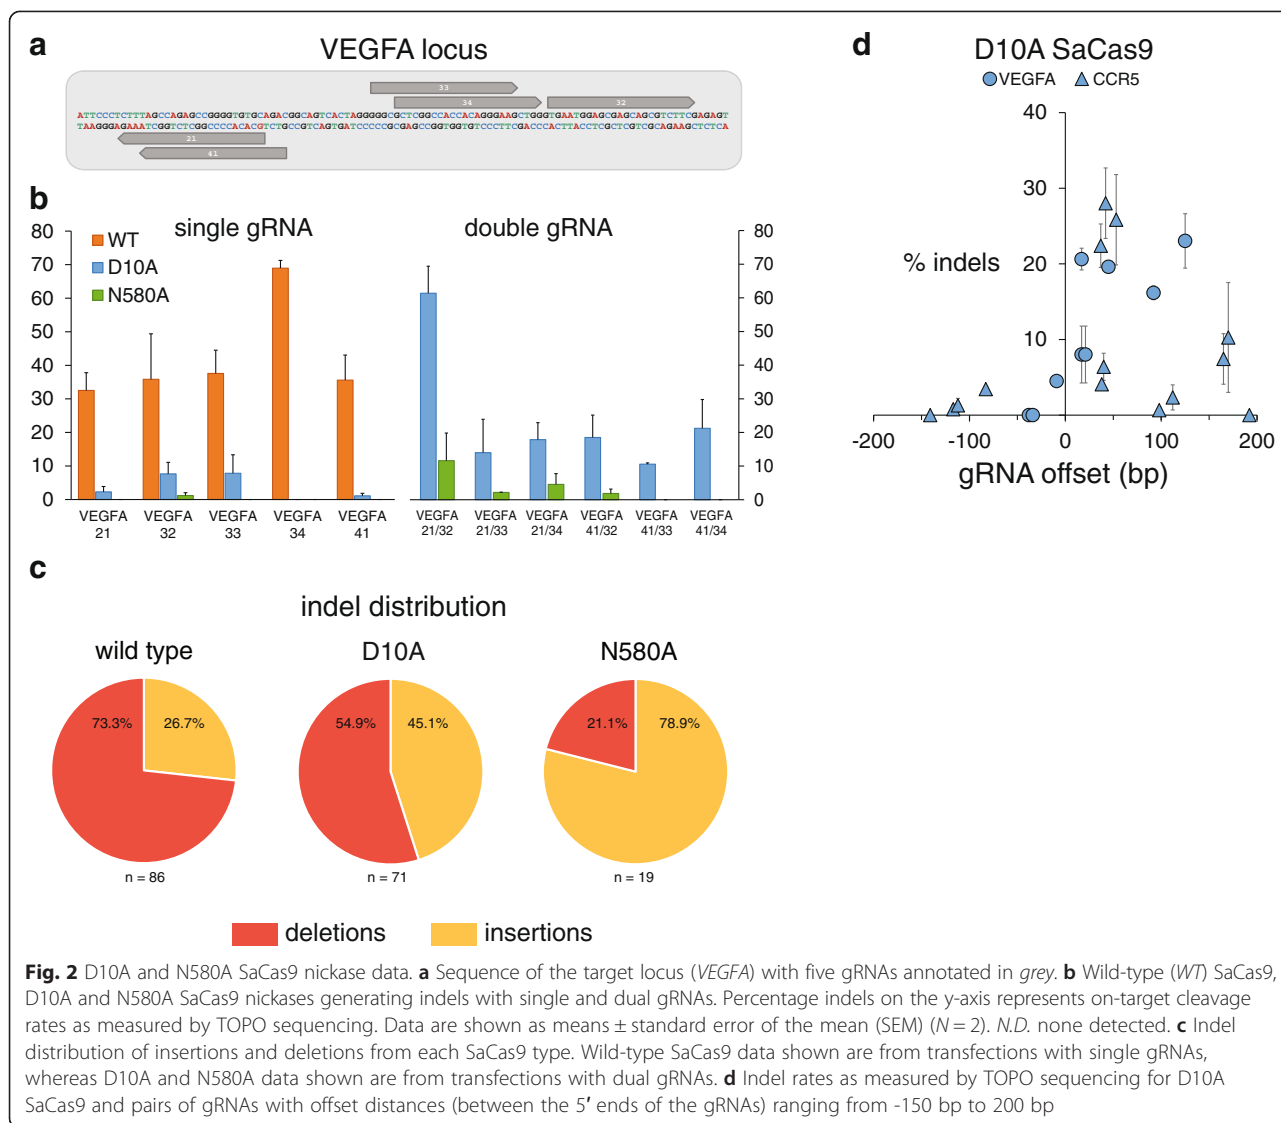 a
VEGFA locus
33
34
32
ATTCCCTCTTTAGCCAGAGCCGGGGTGTGCAGACGGCAGTCACTAGGGGGCGCTCGGCCACCACAGGGAAGCTGGGTGAATGGAGCGAGCAGCGTCTTCGAGAGT
TAAGGGAGAAATCGGTCTCGGCCCCACACGTCTGCCGTCAGTGATCCCCCGCGAGCCGGTGGTGTCCCTTCGACCCACTTACCTCGCTCGTCGCAGAAGCTCTCA
21
41
b
single gRNA
double gRNA
WT
D10A
N580A
80
70
60
50
40
30
20
10
0
80
70
60
50
40
30
20
10
0
VEGFA VEGFA VEGFA VEGFA VEGFA
21 32 33 34 41
VEGFA VEGFA VEGFA VEGFA VEGFA VEGFA
21/32 21/33 21/34 41/32 41/33 41/34
c
indel distribution
wild type
D10A
N580A
73.3% 26.7%
54.9% 45.1%
21.1% 78.9%
n = 86
n = 71
n = 19
deletions insertions
d
D10A SaCas9
VEGFA CCR5
40
30
20
10
% indels
-200 -100 0 100 200
gRNA offset (bp)
Fig. 2 D10A and N580A SaCas9 nickase data. a Sequence of the target locus (VEGFA) with five gRNAs annotated in grey. b Wild-type (WT) SaCas9,
D10A and N580A SaCas9 nickases generating indels with single and dual gRNAs. Percentage indels on the y-axis represents on-target cleavage
rates as measured by TOPO sequencing. Data are shown as means ± standard error of the mean (SEM) (N = 2). N.D. none detected. c Indel
distribution of insertions and deletions from each SaCas9 type. Wild-type SaCas9 data shown are from transfections with single gRNAs,
whereas D10A and N580A data shown are from transfections with dual gRNAs. d Indel rates as measured by TOPO sequencing for D10A
SaCas9 and pairs of gRNAs with offset distances (between the 5′ ends of the gRNAs) ranging from -150 bp to 200 bp